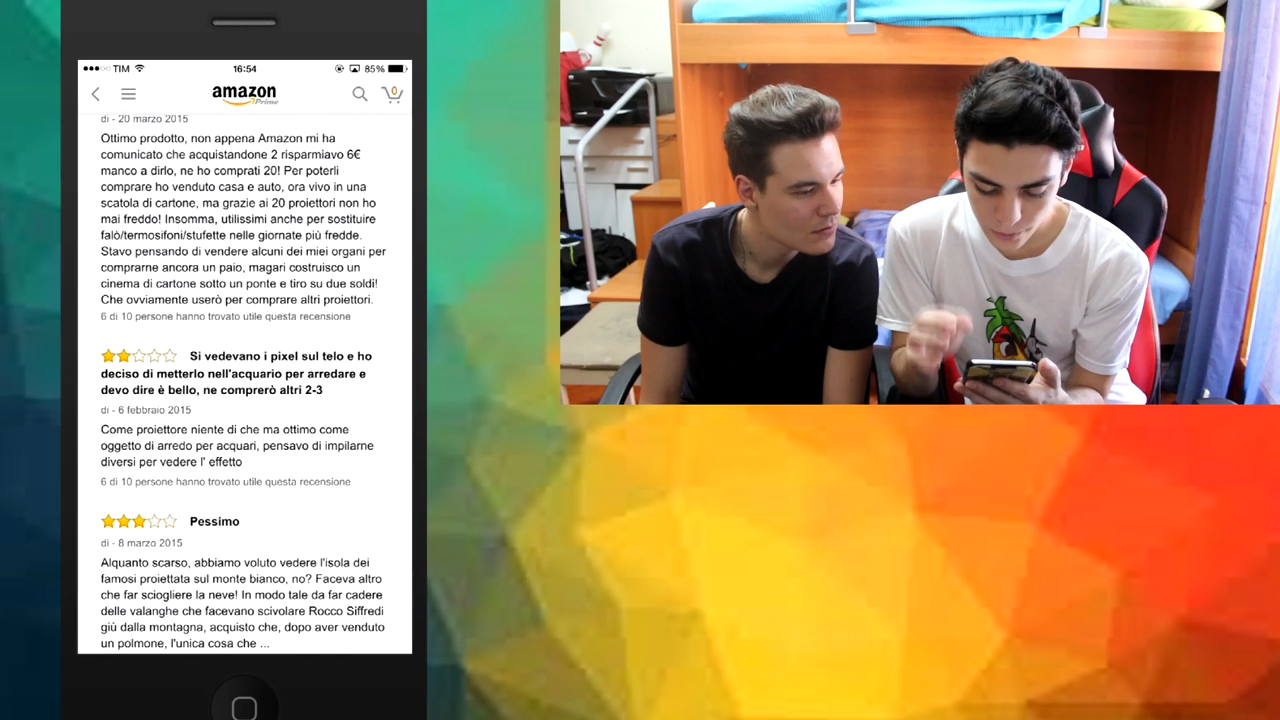 TIM 16:54 85%
amazon
Prime
0
di - 20 marzo 2015
Ottimo prodotto, non appena Amazon mi ha
comunicato che acquistandone 2 risparmiavo 6€
manco a dirlo, ne ho comprati 20! Per poterli
comprare ho venduto casa e auto, ora vivo in una
scatola di cartone, ma grazie ai 20 proiettori non ho
mai freddo! Insomma, utilissimi anche per sostituire
falò/termosifoni/stufette nelle giornate più fredde.
Stavo pensando di vendere alcuni dei miei organi per
comprarne ancora un paio, magari costruisco un
cinema di cartone sotto un ponte e tiro su due soldi!
Che ovviamente userò per comprare altri proiettori.
6 di 10 persone hanno trovato utile questa recensione
Si vedevano i pixel sul telo e ho
deciso di metterlo nell'acquario per arredare e
devo dire è bello, ne comprerò altri 2-3
di - 6 febbraio 2015
Come proiettore niente di che ma ottimo come
oggetto di arredo per acquari, pensavo di impilarne
diversi per vedere l' effetto
6 di 10 persone hanno trovato utile questa recensione
Pessimo
di - 8 marzo 2015
Alquanto scarso, abbiamo voluto vedere l'isola dei
famosi proiettata sul monte bianco, no? Faceva altro
che far sciogliere la neve! In modo tale da far cadere
delle valanghe che facevano scivolare Rocco Siffredi
giù dalla montagna, acquisto che, dopo aver venduto
un polmone, l'unica cosa che ...